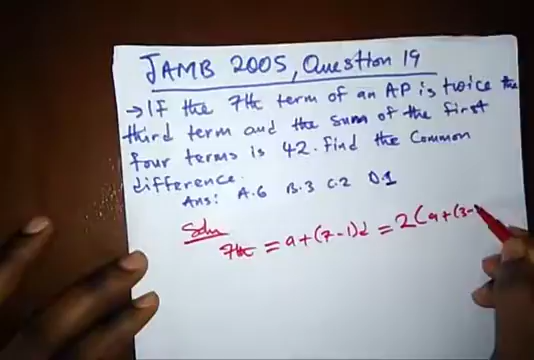 JAMB 2005, Question 19
→ If the 7th term of an AP is twice the
third term and the sum of the first
four terms is 42. find the Common
difference.
Ans: A.6 B.3 C.2 D.1
Soln
7th = a+(7-1)d = 2(a+(3-